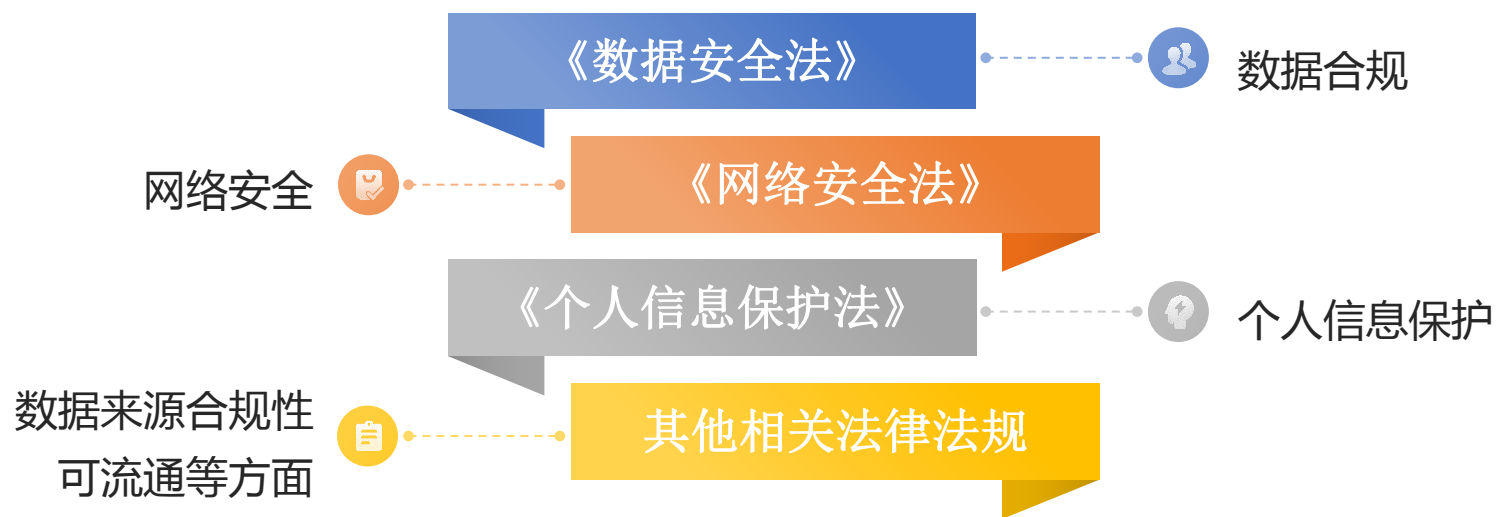 《数据安全法》
数据合规
网络安全
《网络安全法》
《个人信息保护法》
个人信息保护
数据来源合规性
可流通等方面
其他相关法律法规